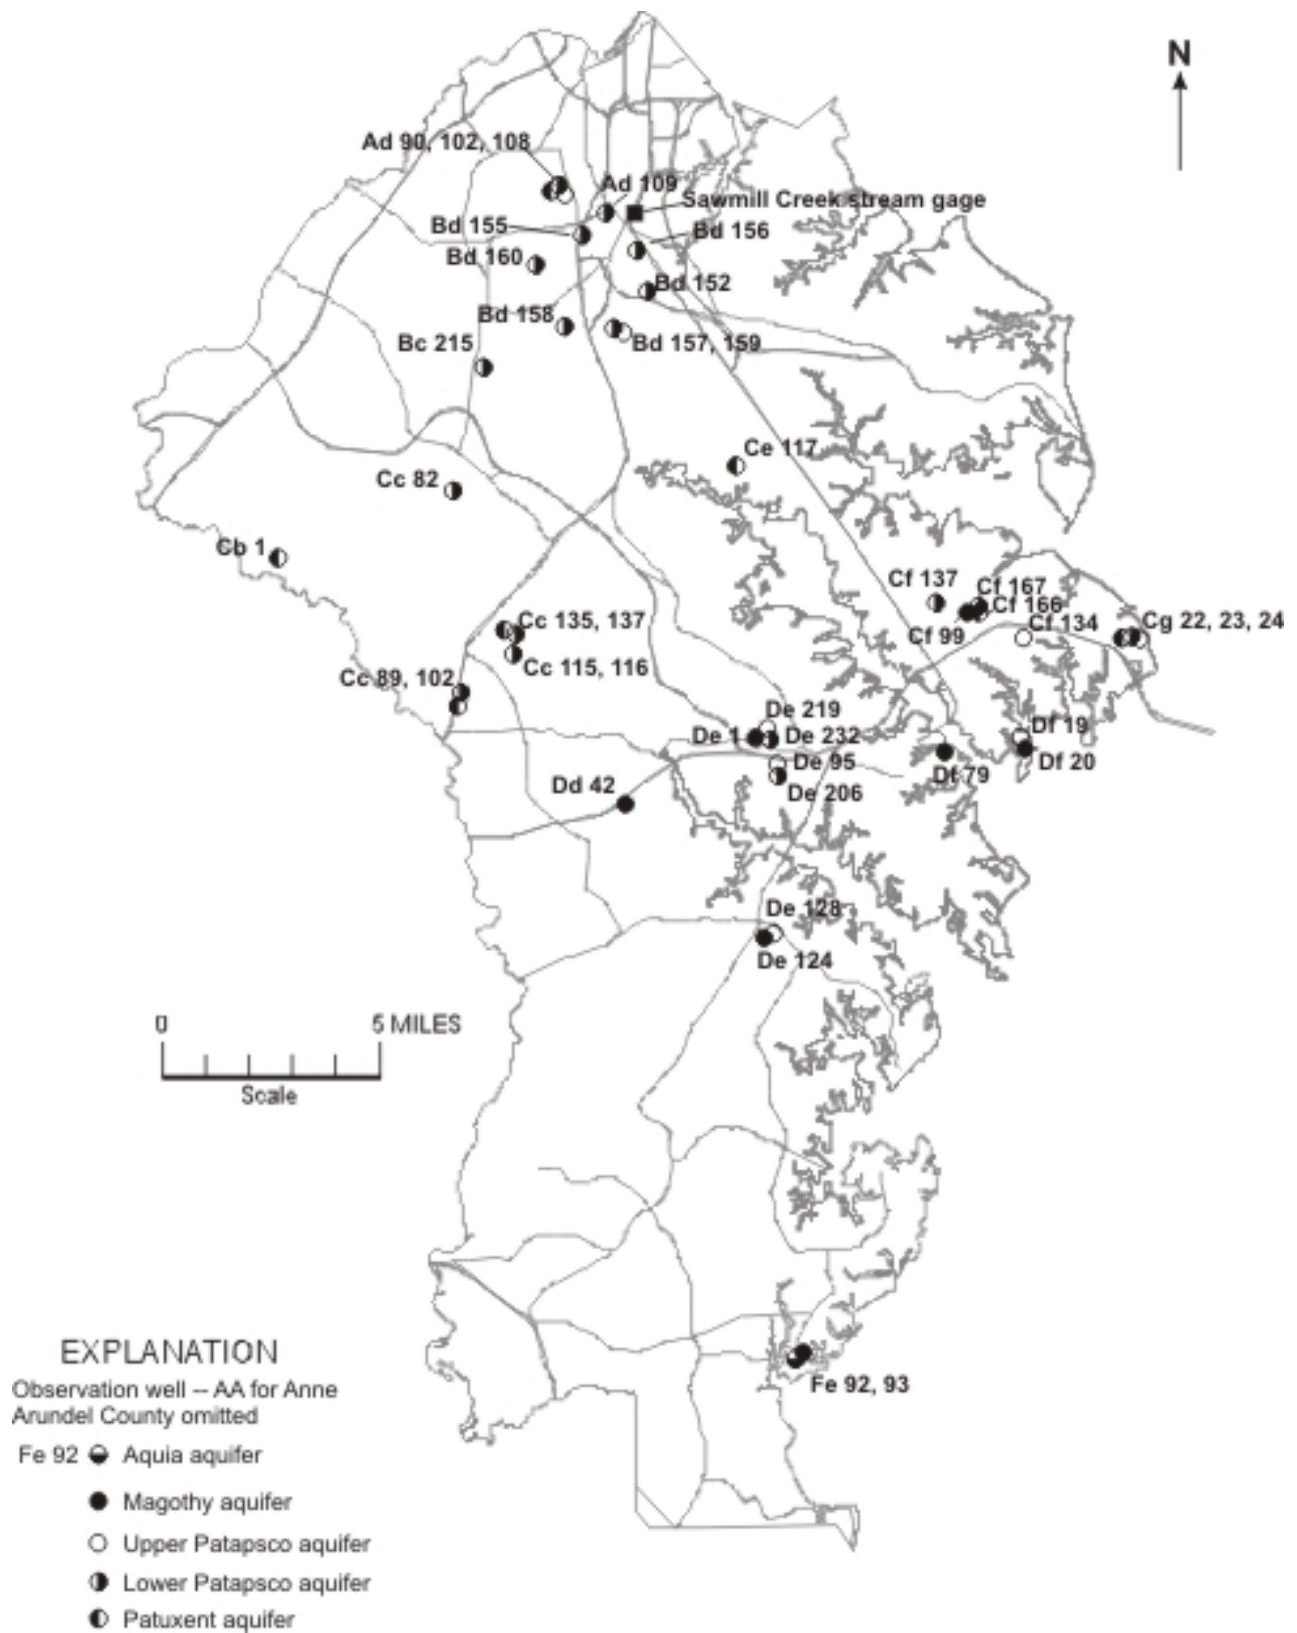 N
Ad 90, 102, 108
Ad 109
Sawmill Creek stream gage
Bd 155
Bd 156
Bd 160
Bd 152
Bd 158
Bd 157, 159
Bc 215
Ce 117
Cc 82
Cb 1
Cf 137
Cf 167
Cf 166
Cf 99
Cf 134
Cg 22, 23, 24
Cc 135, 137
Cc 115, 116
Cc 89, 102
De 219
De 1
De 232
De 95
De 206
Df 19
Df 20
Df 79
Dd 42
De 128
De 124
0
5 MILES
Scale
Fe 92, 93
EXPLANATION
Observation well -- AA for Anne
Arundel County omitted
Fe 92 Aquia aquifer
Magothy aquifer
Upper Patapsco aquifer
Lower Patapsco aquifer
Patuxent aquifer